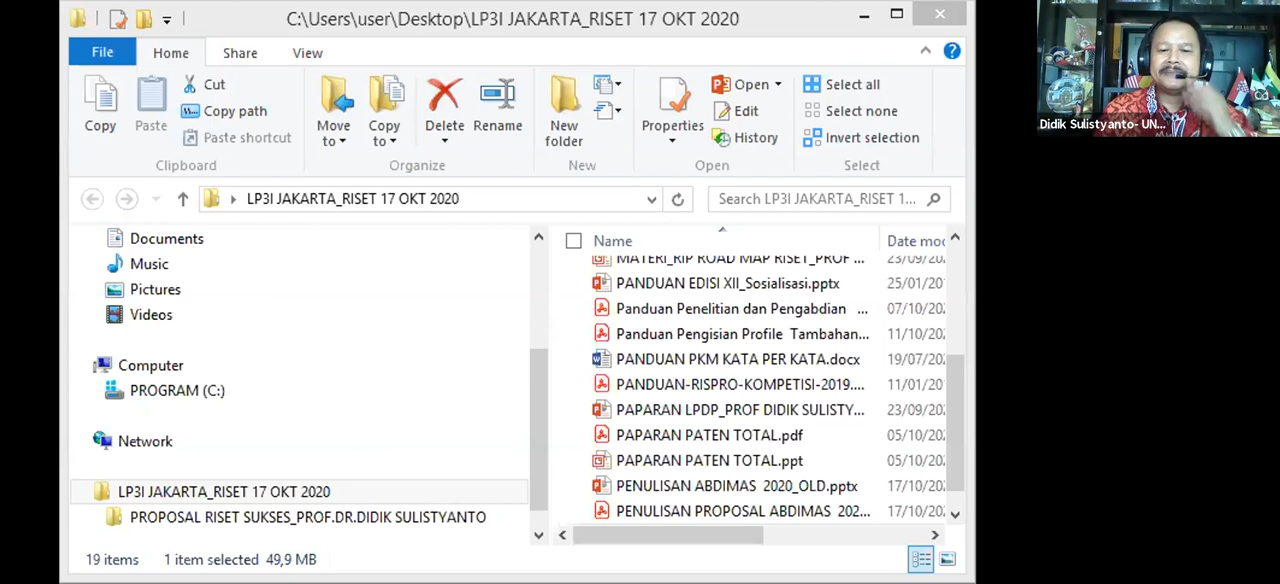 C:\Users\user\Desktop\LP3I JAKARTA_RISET 17 OKT 2020
File Home Share View
Copy
Paste
Cut
Copy path
Paste shortcut
Clipboard
Move to
Copy to
Delete
Rename
Organize
New folder
New
Properties
Open
Edit
History
Open
Select all
Select none
Invert selection
Select
LP3I JAKARTA_RISET 17 OKT 2020
Search LP3I JAKARTA_RISET 1...
Documents
Music
Pictures
Videos
Computer
PROGRAM (C:)
Network
LP3I JAKARTA_RISET 17 OKT 2020
PROPOSAL RISET SUKSES_PROF.DR.DIDIK SULISTYANTO
Name Date mo
MATERI_RIP ROAD MAP RISET_PROF ... 23/09/20
PANDUAN EDISI XII_Sosialisasi.pptx 25/01/20
Panduan Penelitian dan Pengabdian ... 07/10/20
Panduan Pengisian Profile Tambahan... 11/10/20
PANDUAN PKM KATA PER KATA.docx 19/07/20
PANDUAN-RISPRO-KOMPETISI-2019.... 11/01/20
PAPARAN LPDP_PROF DIDIK SULISTY... 23/09/20
PAPARAN PATEN TOTAL.pdf 05/10/20
PAPARAN PATEN TOTAL.ppt 05/10/20
PENULISAN ABDIMAS 2020_OLD.pptx 17/10/20
PENULISAN PROPOSAL ABDIMAS 202... 17/10/20
19 items 1 item selected 49,9 MB
Didik Sulistyanto- UN...